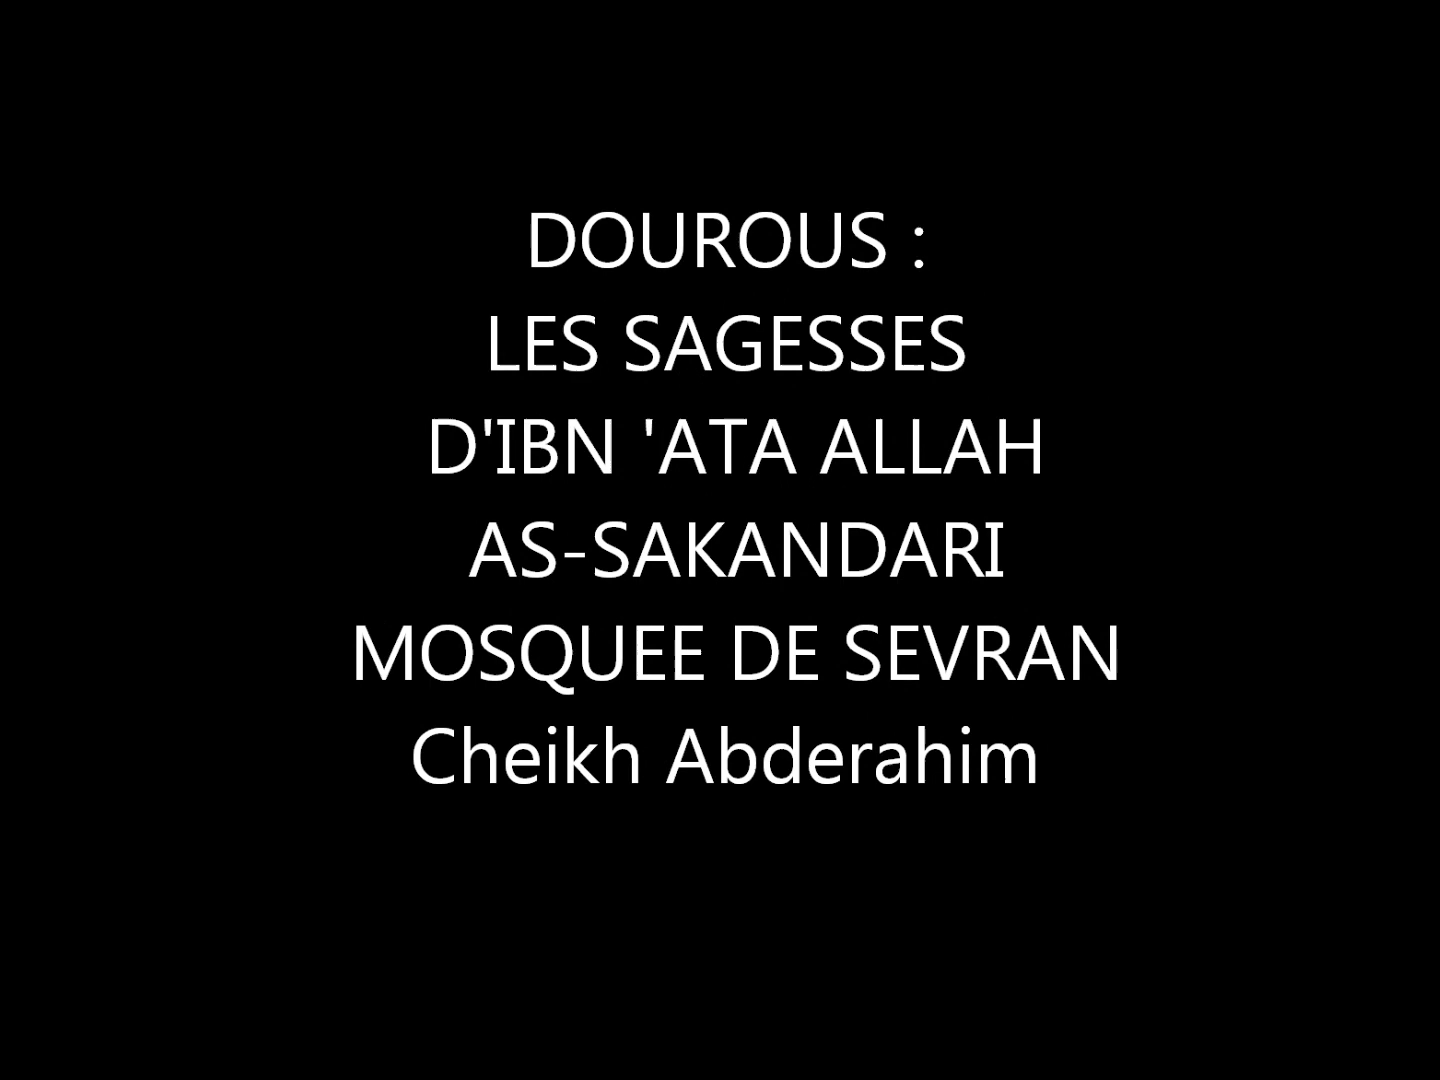 DOUROUS :
LES SAGESSES
D'IBN 'ATA ALLAH
AS-SAKANDARI
MOSQUEE DE SEVRAN
Cheikh Abderahim